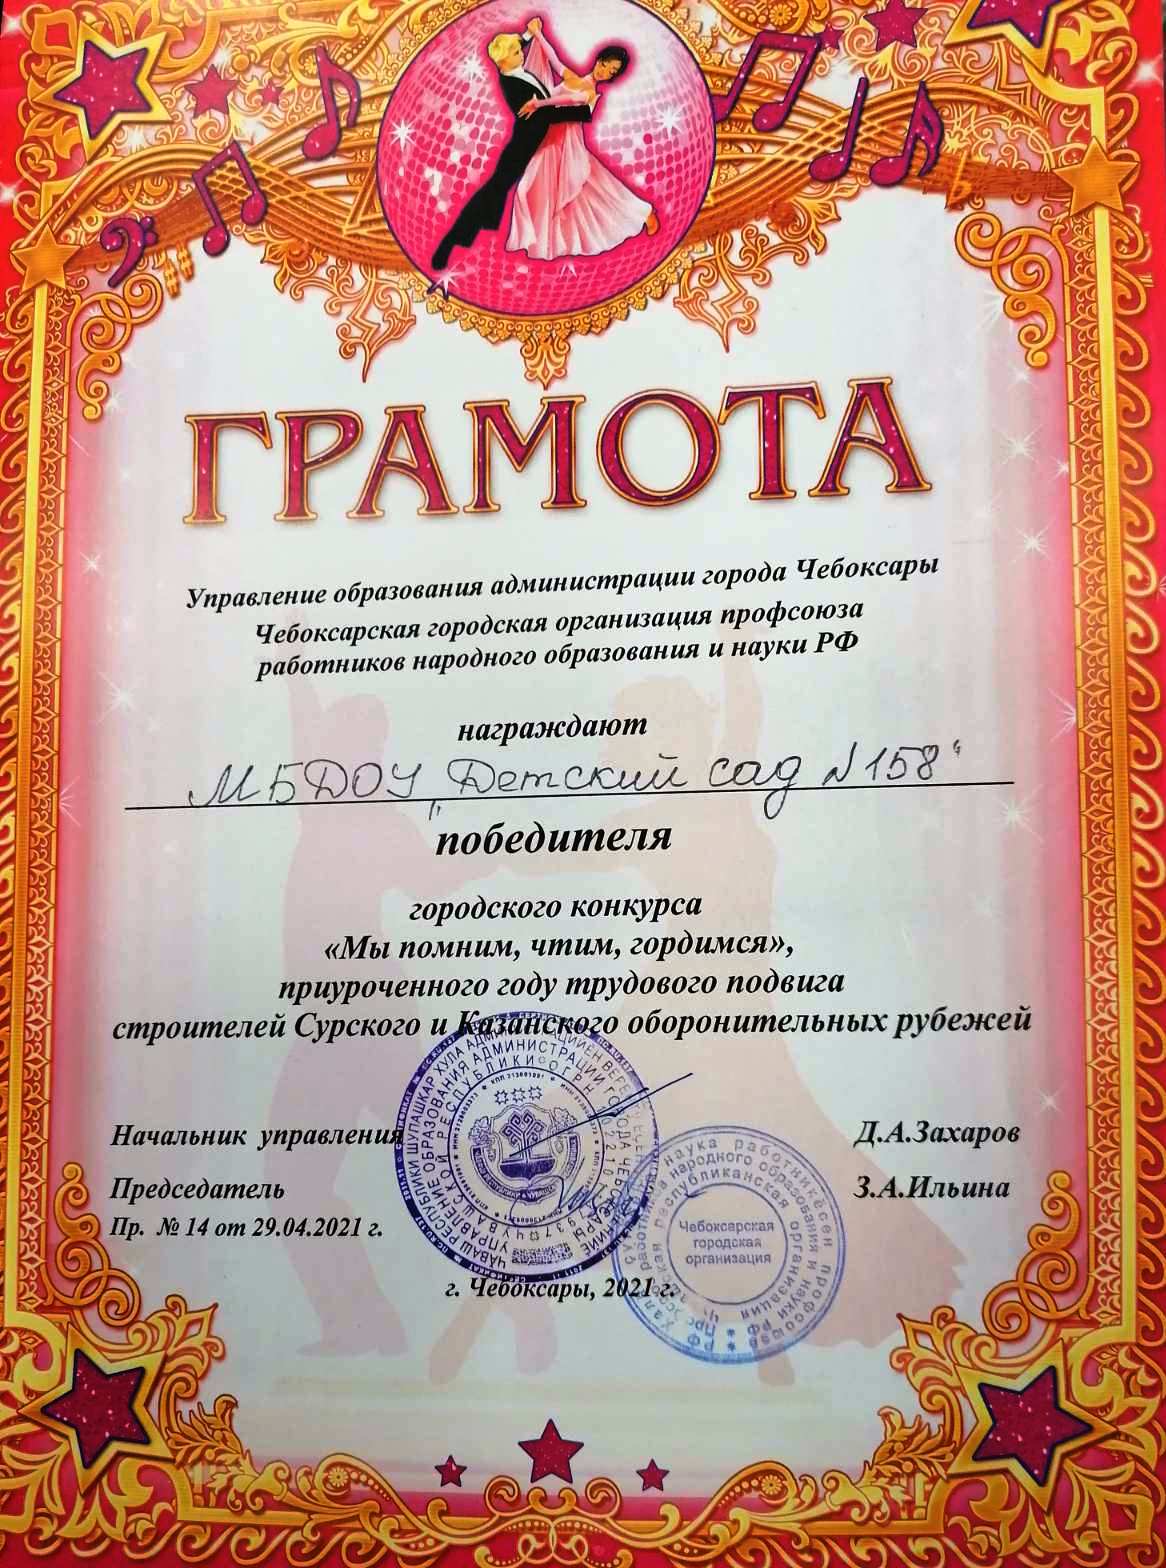 ГРАМОТА
Управление образования администрации города Чебоксары
Чебоксарская городская организация профсоюза
работников народного образования и науки РФ
награждают
МБДОУ „Детский сад №158“
победителя
городского конкурса
«Мы помним, чтим, гордимся»,
приуроченного году трудового подвига
строителей Сурского и Казанского оборонительных рубежей
Начальник управления Д.А.Захаров
Председатель З.А.Ильина
Пр. № 14 от 29.04.2021 г.
Чебоксарская
городская
организация
г. Чебоксары, 2021 г.